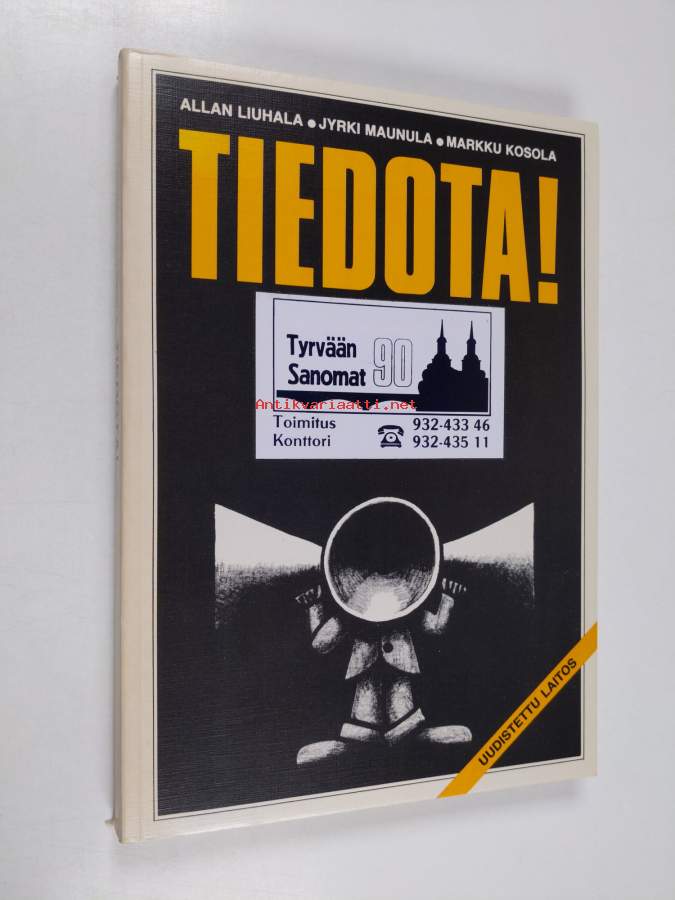 ALLAN LIUHALA ● JYRKI MAUNULA ● MARKKU KOSOLA
TIEDOTA!
Tyrvään
Sanomat
90
Antikvariaatti.net
Toimitus 932-433 46
Konttori ☎ 932-435 11
UUDISTETTU LAITOS